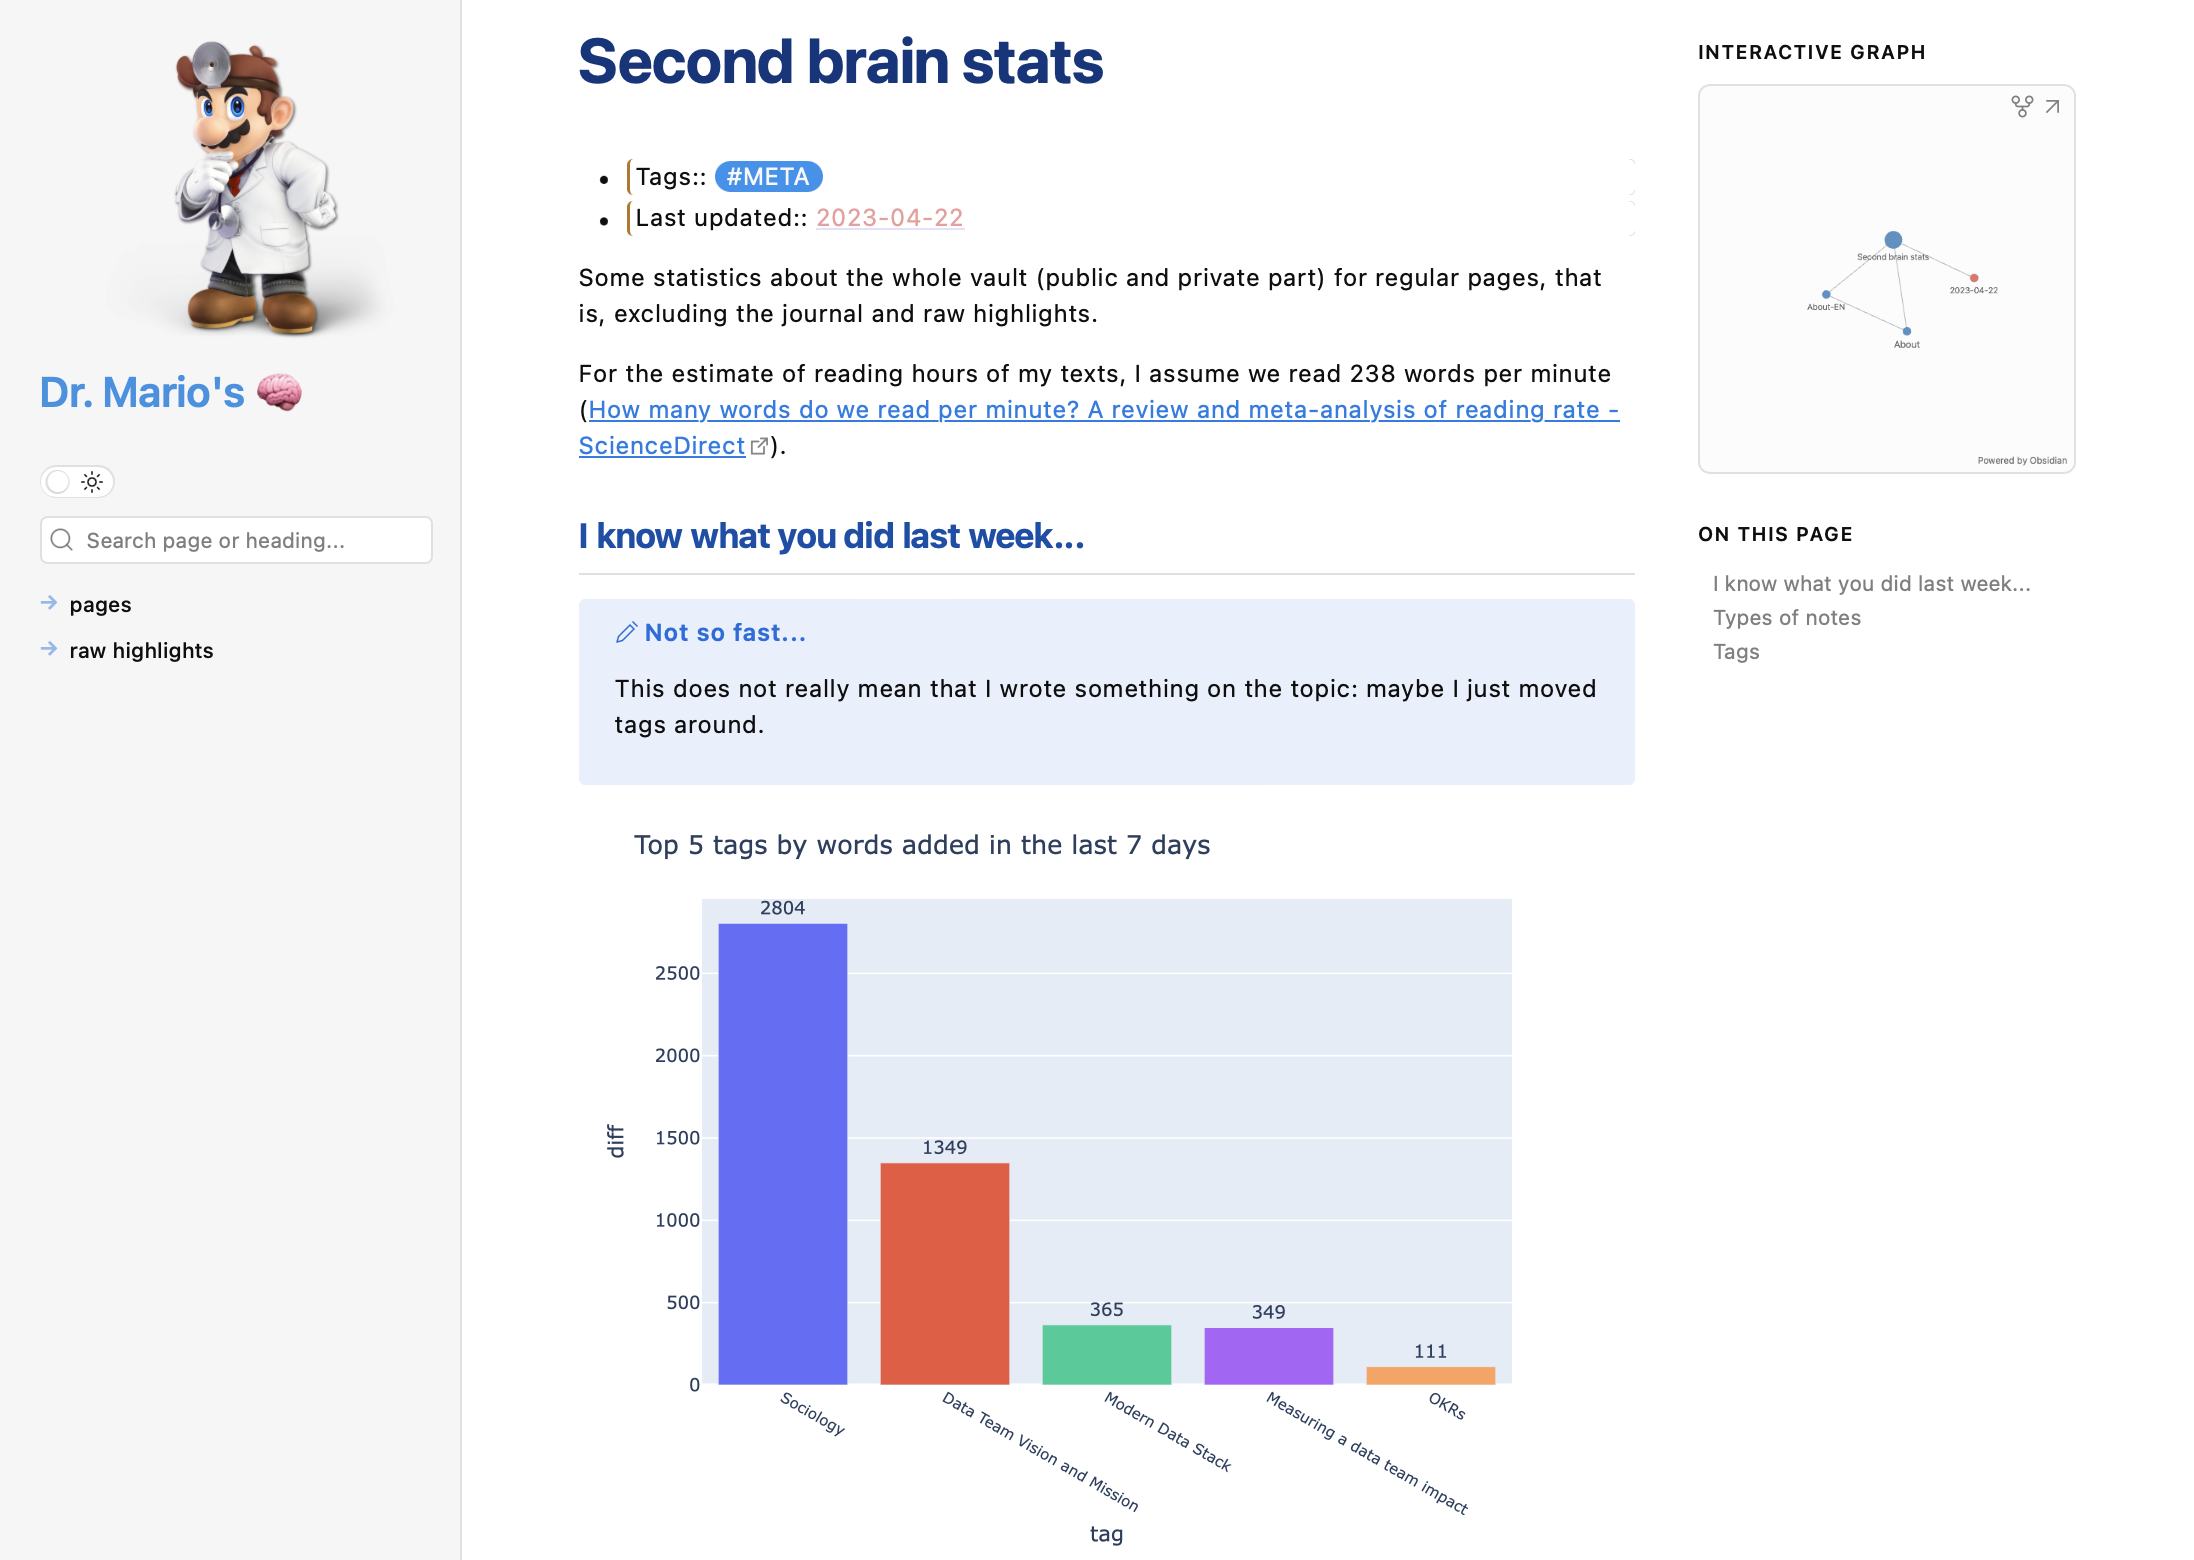 Dr. Mario's 🧠
Search page or heading...
pages
raw highlights
Second brain stats
Tags:: #META
Last updated:: 2023-04-22
Some statistics about the whole vault (public and private part) for regular pages, that
is, excluding the journal and raw highlights.
For the estimate of reading hours of my texts, I assume we read 238 words per minute
(How many words do we read per minute? A review and meta-analysis of reading rate -
ScienceDirect).
I know what you did last week...
Not so fast...
This does not really mean that I wrote something on the topic: maybe I just moved
tags around.
Top 5 tags by words added in the last 7 days
2804
1349
365
349
111
2500
2000
1500
1000
500
0
diff
Sociology
Data Team Vision and Mission
Modern Data Stack
Measuring a data team impact
OKRs
tag
INTERACTIVE GRAPH
Second brain stats
2023-04-22
About-EN
About
Powered by Obsidian
ON THIS PAGE
I know what you did last week...
Types of notes
Tags